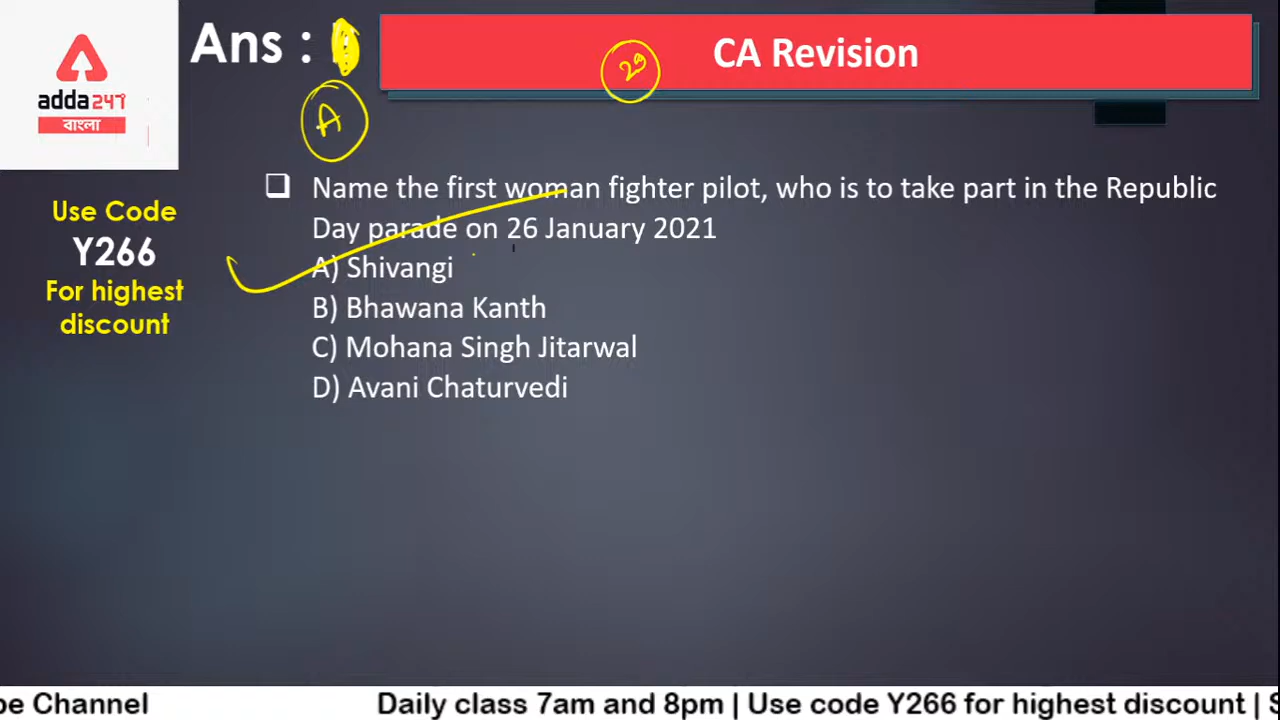 Ans :
CA Revision
29
A
adda247
বাংলা
Use Code
Y266
For highest
discount
Name the first woman fighter pilot, who is to take part in the Republic
Day parade on 26 January 2021
A) Shivangi
B) Bhawana Kanth
C) Mohana Singh Jitarwal
D) Avani Chaturvedi
pe Channel
Daily class 7am and 8pm | Use code Y266 for highest discount | S